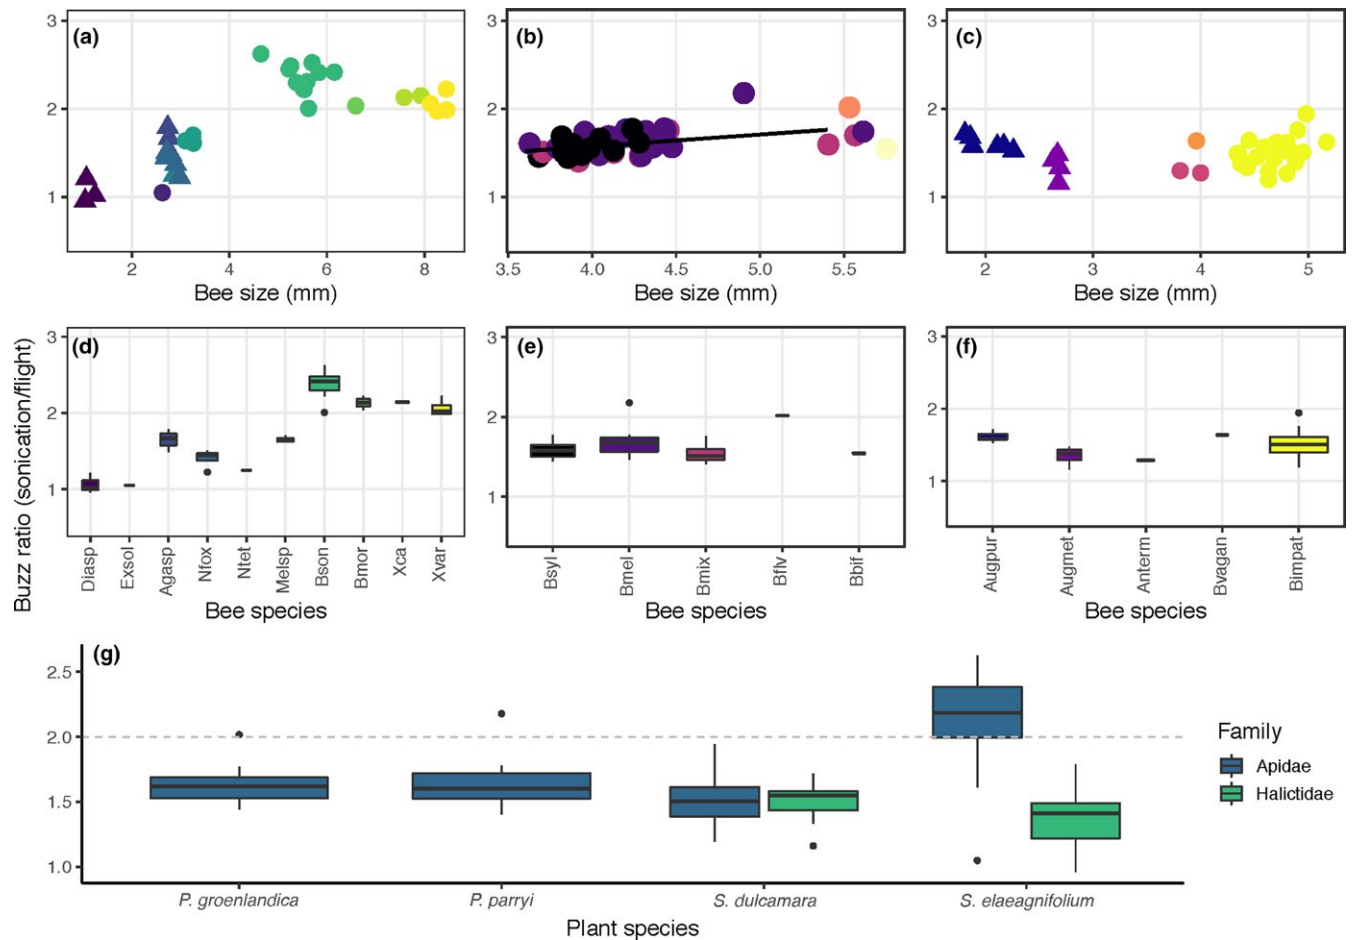 (a)
3
2
1
2 4 6 8
Bee size (mm)
(b)
3
2
1
3.5 4.0 4.5 5.0 5.5
Bee size (mm)
(c)
3
2
1
2 3 4 5
Bee size (mm)
Buzz ratio (sonication/flight)
(d)
3
2
1
Diasp Exsol Agasp Nfox Ntet Melsp Bson Bmor Xca Xvar
Bee species
(e)
3
2
1
Bsyl Bmel Bmix Bflv Bbif
Bee species
(f)
3
2
1
Augpur Augmet Anterm Bvagan Bimpat
Bee species
(g)
2.5
2.0
1.5
1.0
P. groenlandica P. parryi S. dulcamara S. elaeagnifolium
Plant species
Family
Apidae
Halictidae